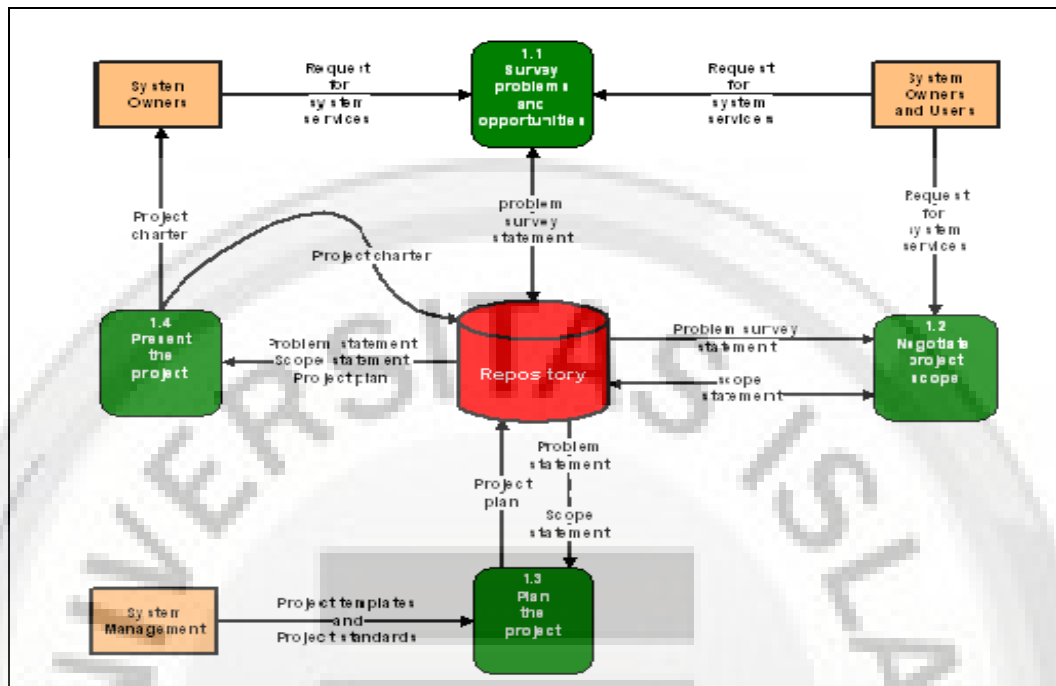 1.1
Survey
problems
and
opportunities
System
Owners
Request
for
system
services
Request
for
system
services
System
Owners
and Users
problem
survey
statement
Request
for
system
services
Project
charter
Project charter
1.4
Present
the
project
Problem statement
Scope statement
Project plan
Repository
Problem survey
statement
scope
statement
1.2
Negotiate
project
scope
Project
plan
Problem
statement
Scope
statement
1.3
Plan
the
project
System
Management
Project templates
and
Project standards
UNIVERSITAS ISLA